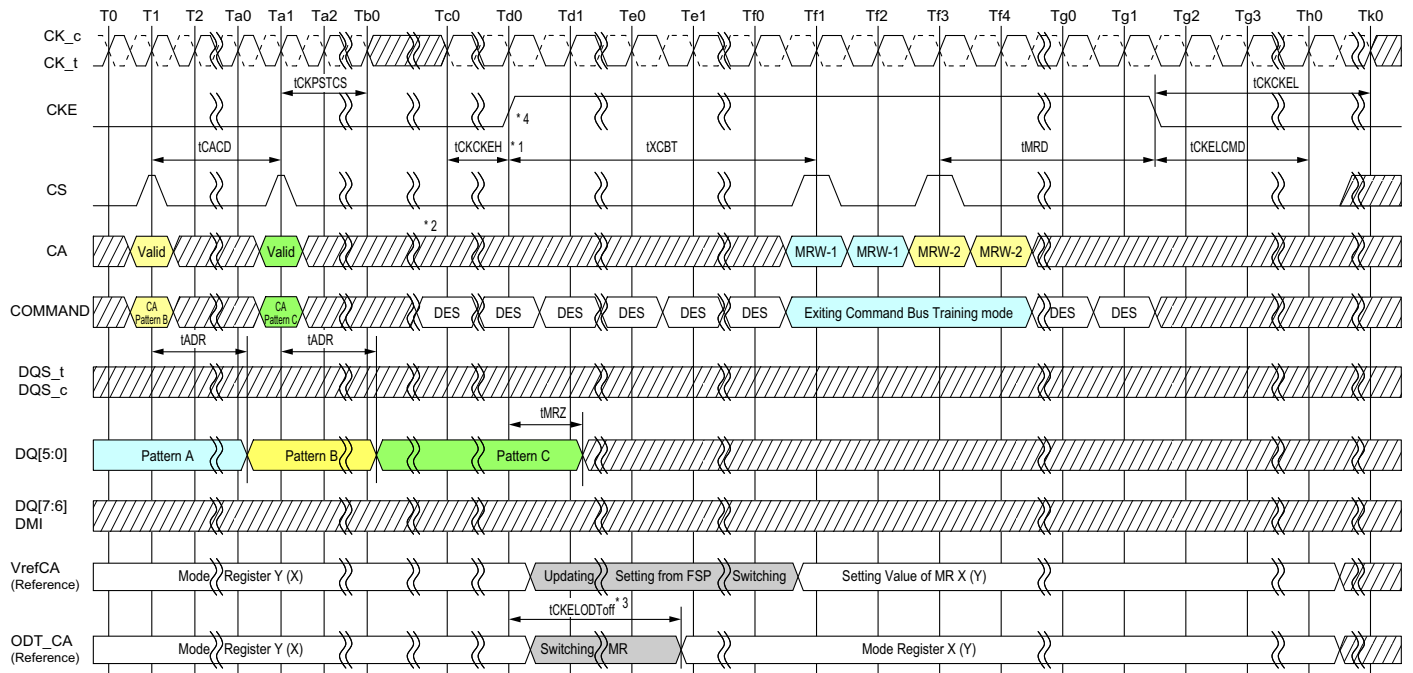 T0 T1 T2 Ta0 Ta1 Ta2 Tb0 Tc0 Td0 Td1 Te0 Te1 Tf0 Tf1 Tf2 Tf3 Tf4 Tg0 Tg1 Tg2 Tg3 Th0 Tk0
CK_c
CK_t
tCKPSTCS tCKCKEL
CKE
* 4
tCACD tCKCKEH * 1 tXCBT tMRD tCKELCMD
CS
* 2
CA Valid Valid MRW-1 MRW-1 MRW-2 MRW-2
COMMAND CA Pattern B CA Pattern C DES DES DES DES DES DES Exiting Command Bus Training mode DES DES
tADR tADR
DQS_t
DQS_c
tMRZ
DQ[5:0] Pattern A Pattern B Pattern C
DQ[7:6]
DMI
VrefCA
(Reference)
Mode Register Y (X) Updating Setting from FSP Switching Setting Value of MR X (Y)
tCKELODToff * 3
ODT_CA
(Reference)
Mode Register Y (X) Switching MR Mode Register X (Y)